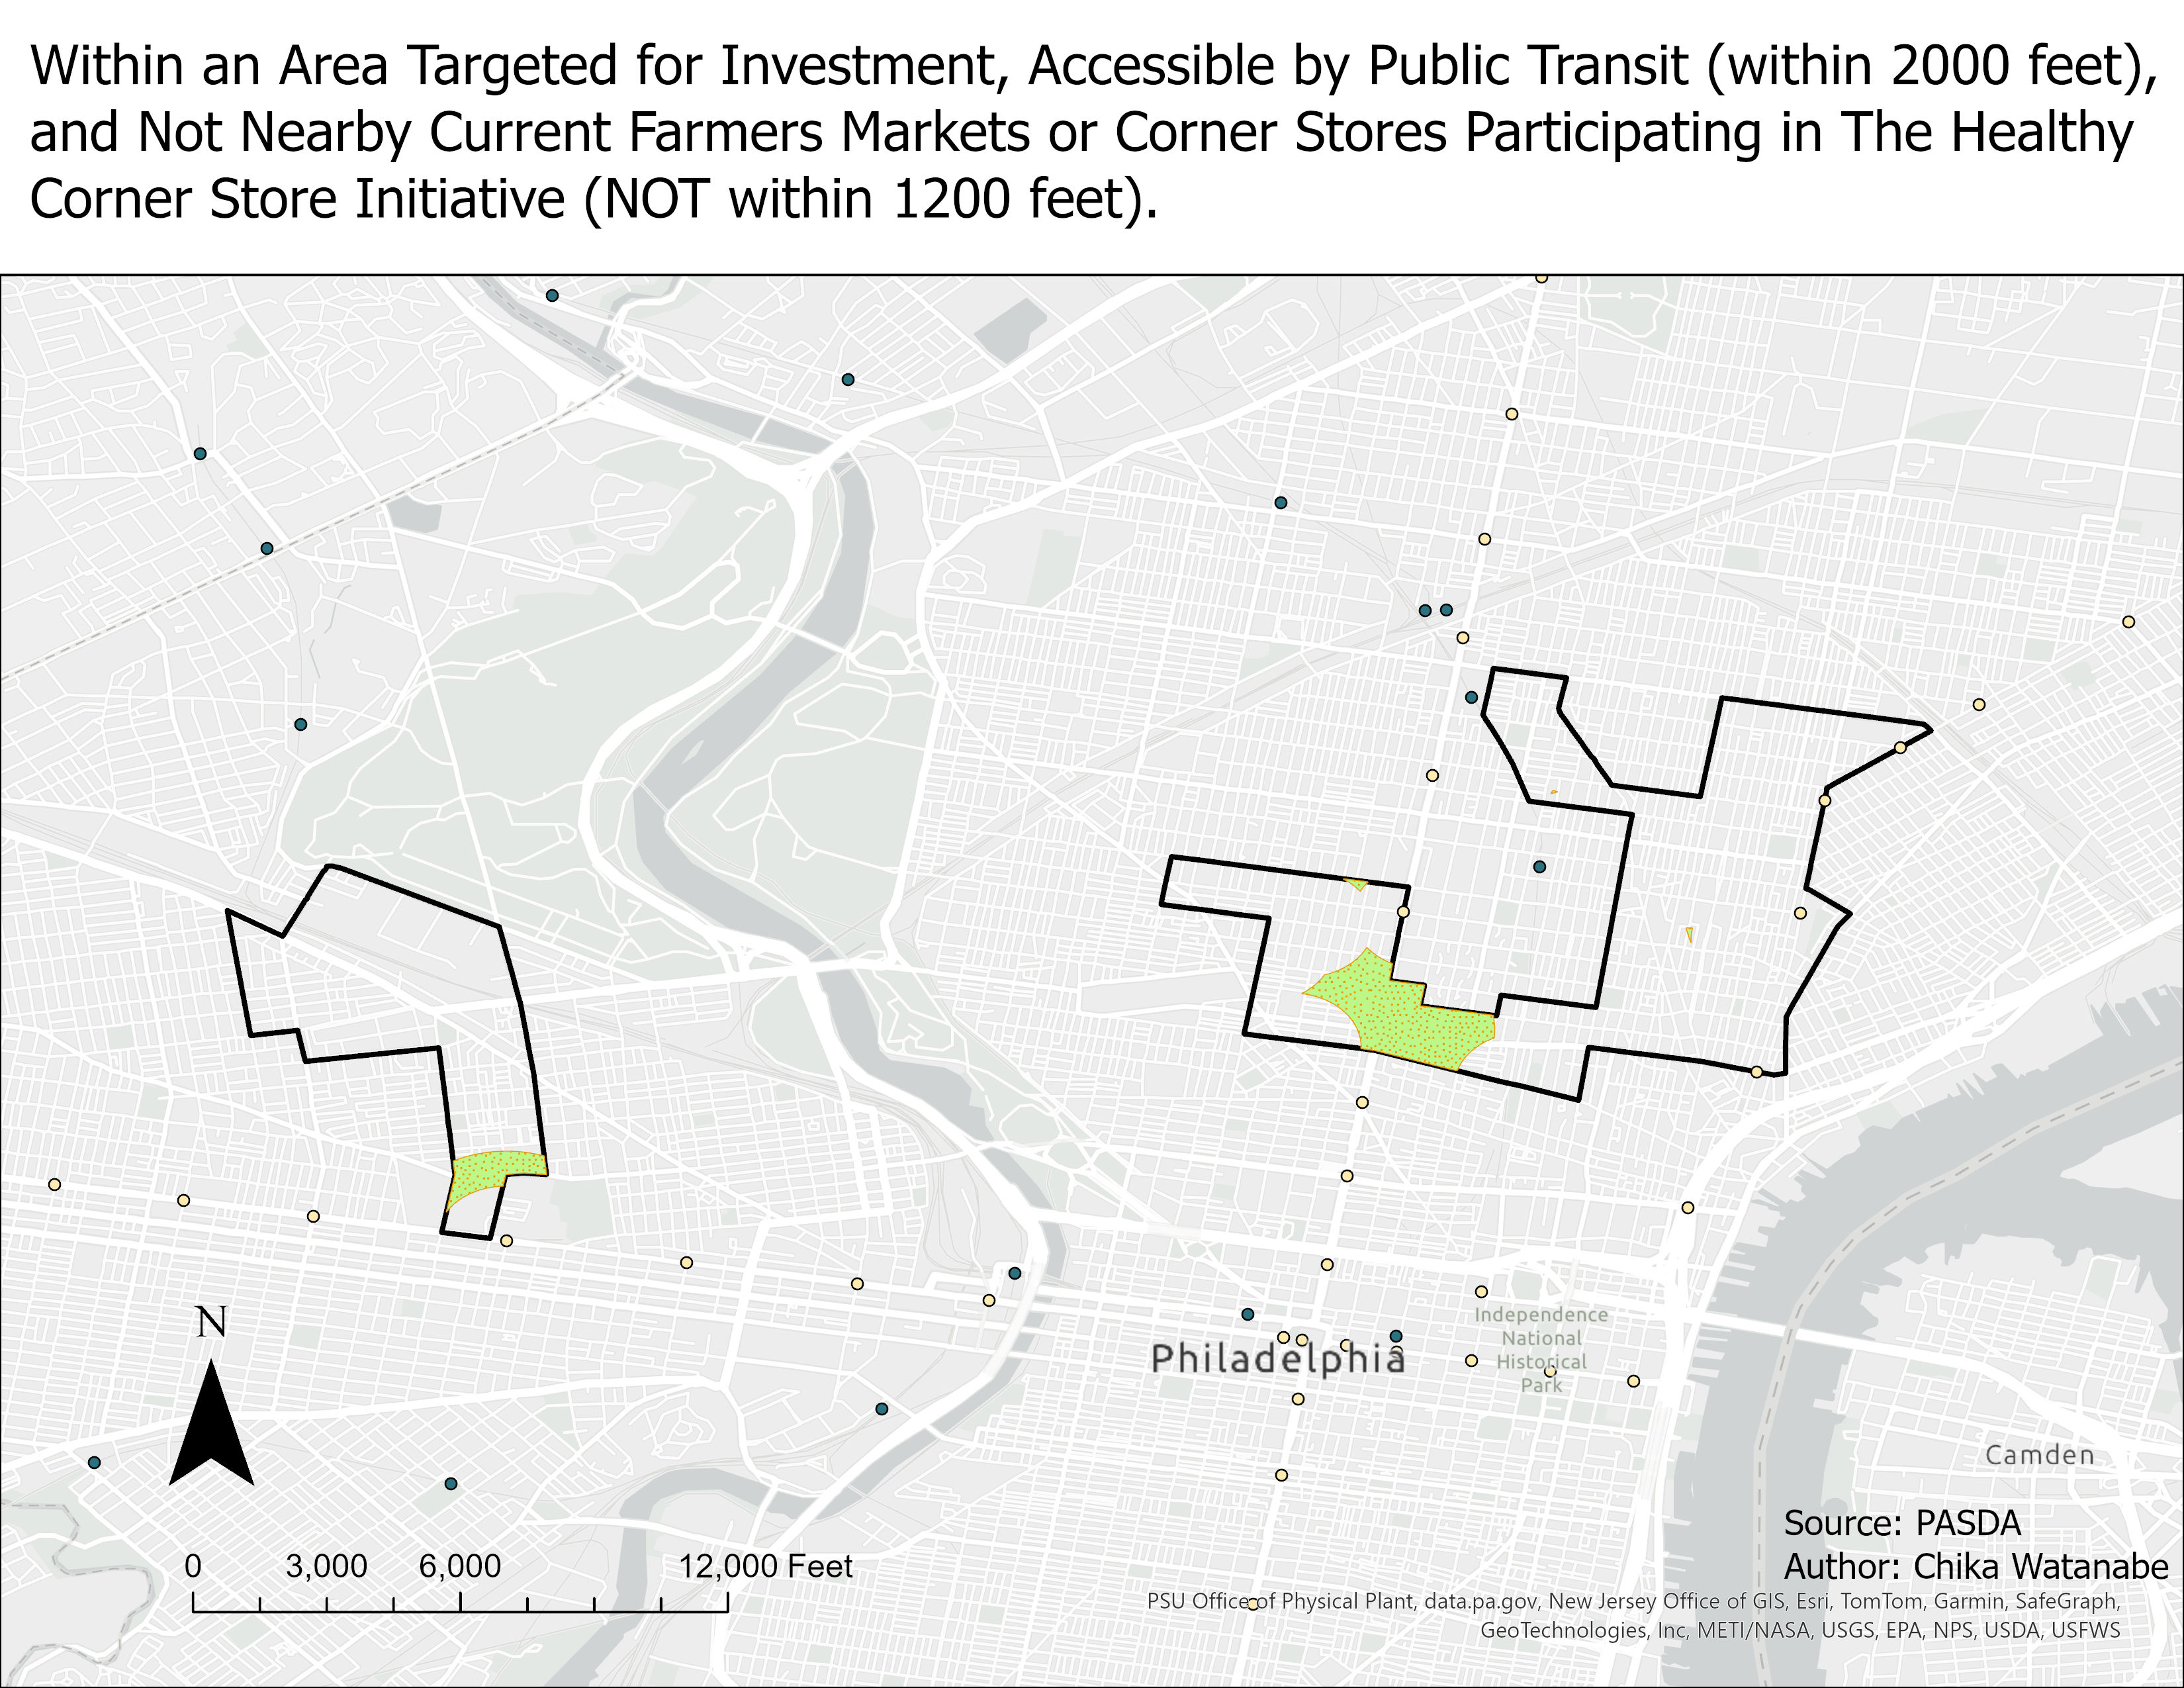 Within an Area Targeted for Investment, Accessible by Public Transit (within 2000 feet),
and Not Nearby Current Farmers Markets or Corner Stores Participating in The Healthy
Corner Store Initiative (NOT within 1200 feet).
Independence
National
Historical
Park
Philadelphia
N
Camden
Source: PASDA
Author: Chika Watanabe
0 3,000 6,000 12,000 Feet
PSU Office of Physical Plant, data.pa.gov, New Jersey Office of GIS, Esri, TomTom, Garmin, SafeGraph,
GeoTechnologies, Inc, METI/NASA, USGS, EPA, NPS, USDA, USFWS